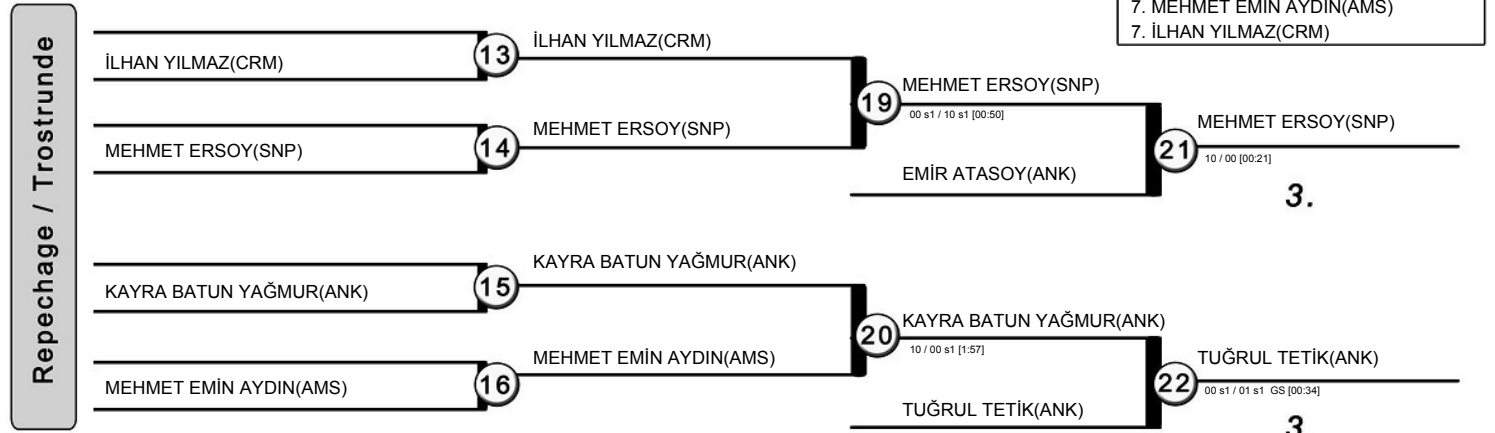 7. MEHMET EMİN AYDIN(AMS)
7. İLHAN YILMAZ(CRM)
Repechage / Trostrunde
İLHAN YILMAZ(CRM)
13
İLHAN YILMAZ(CRM)
MEHMET ERSOY(SNP)
14
MEHMET ERSOY(SNP)
19
MEHMET ERSOY(SNP)
00 s1 / 10 s1 [00:50]
EMİR ATASOY(ANK)
21
MEHMET ERSOY(SNP)
10 / 00 [00:21]
3.
KAYRA BATUN YAĞMUR(ANK)
15
KAYRA BATUN YAĞMUR(ANK)
MEHMET EMİN AYDIN(AMS)
16
MEHMET EMİN AYDIN(AMS)
20
KAYRA BATUN YAĞMUR(ANK)
10 / 00 s1 [1:57]
TUĞRUL TETİK(ANK)
22
TUĞRUL TETİK(ANK)
00 s1 / 01 s1 GS [00:34]
3